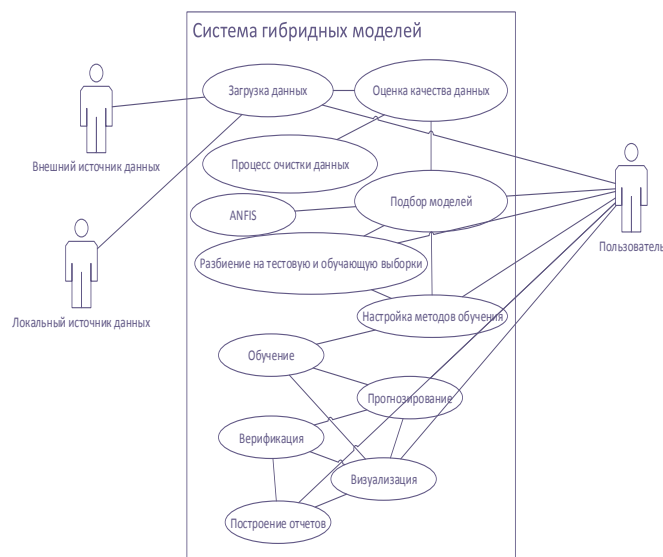 Система гибридных моделей
Загрузка данных
Оценка качества данных
Внешний источник данных
Процесс очистки данных
Подбор моделей
ANFIS
Пользователь
Разбиение на тестовую и обучающую выборки
Локальный источник данных
Настройка методов обучения
Обучение
Прогнозирование
Верификация
Визуализация
Построение отчетов